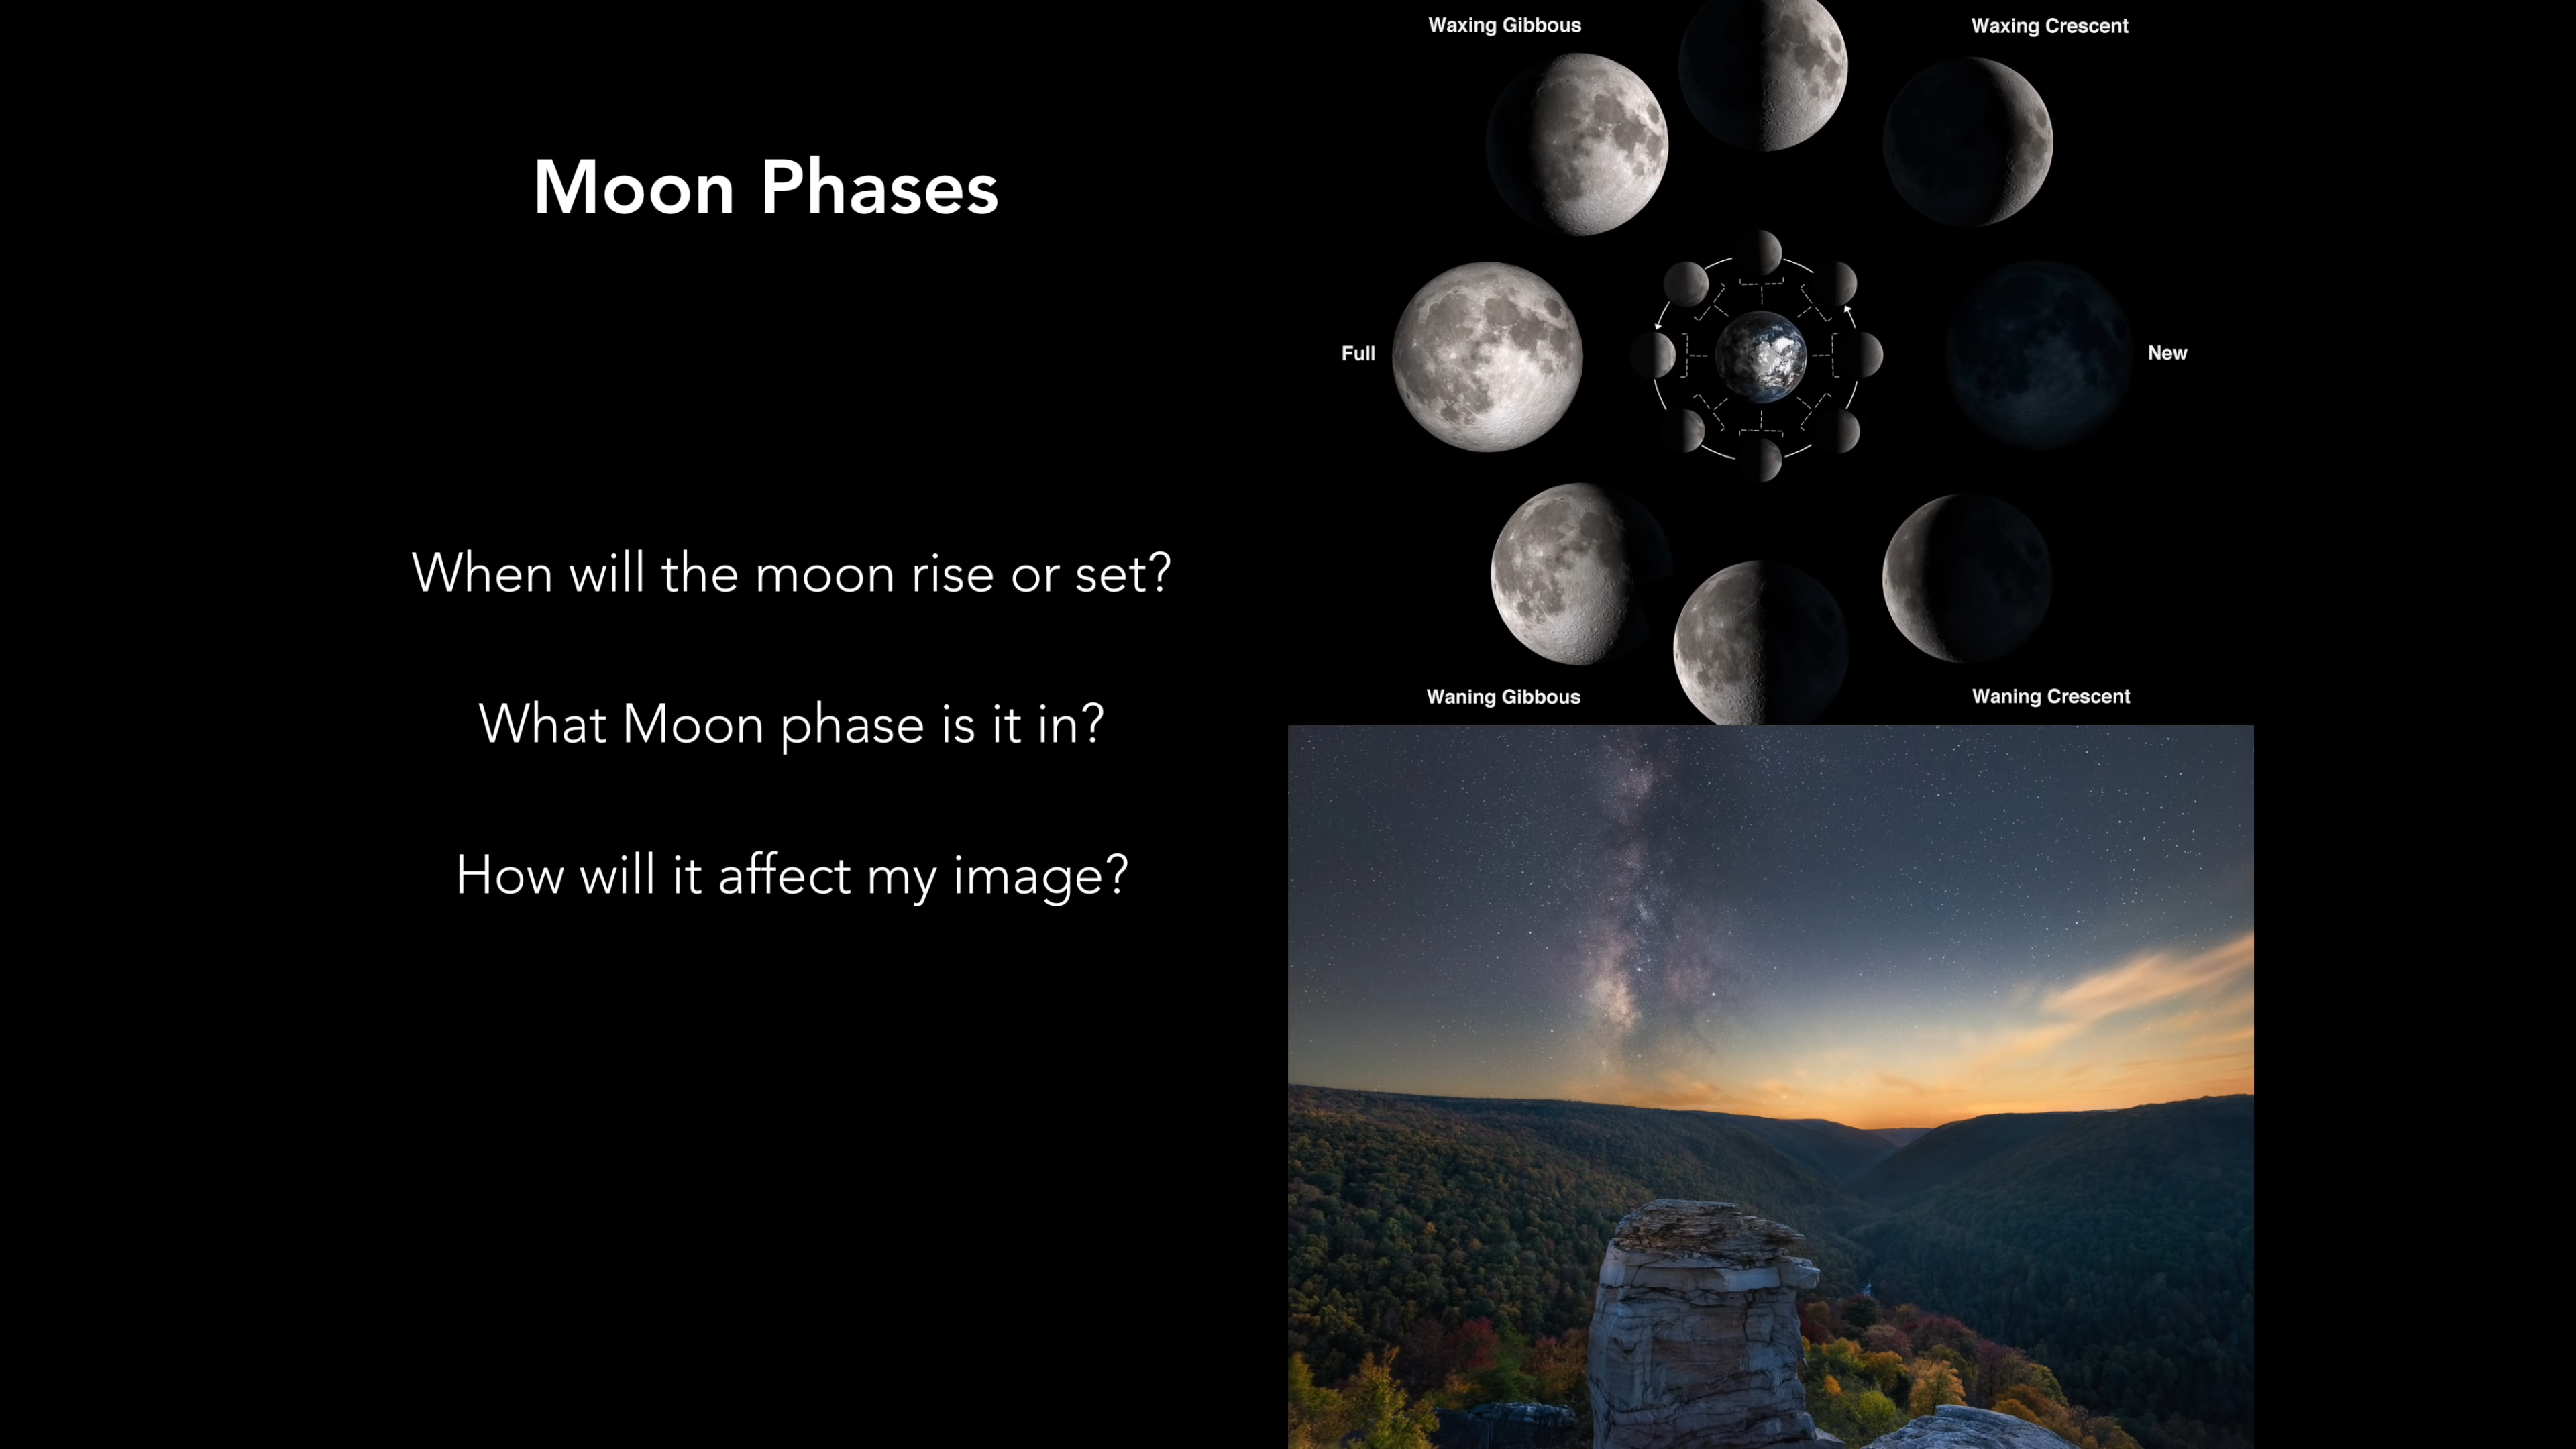 Moon Phases
When will the moon rise or set?
What Moon phase is it in?
How will it affect my image?
Waxing Gibbous
Waxing Crescent
Full
New
Waning Gibbous
Waning Crescent